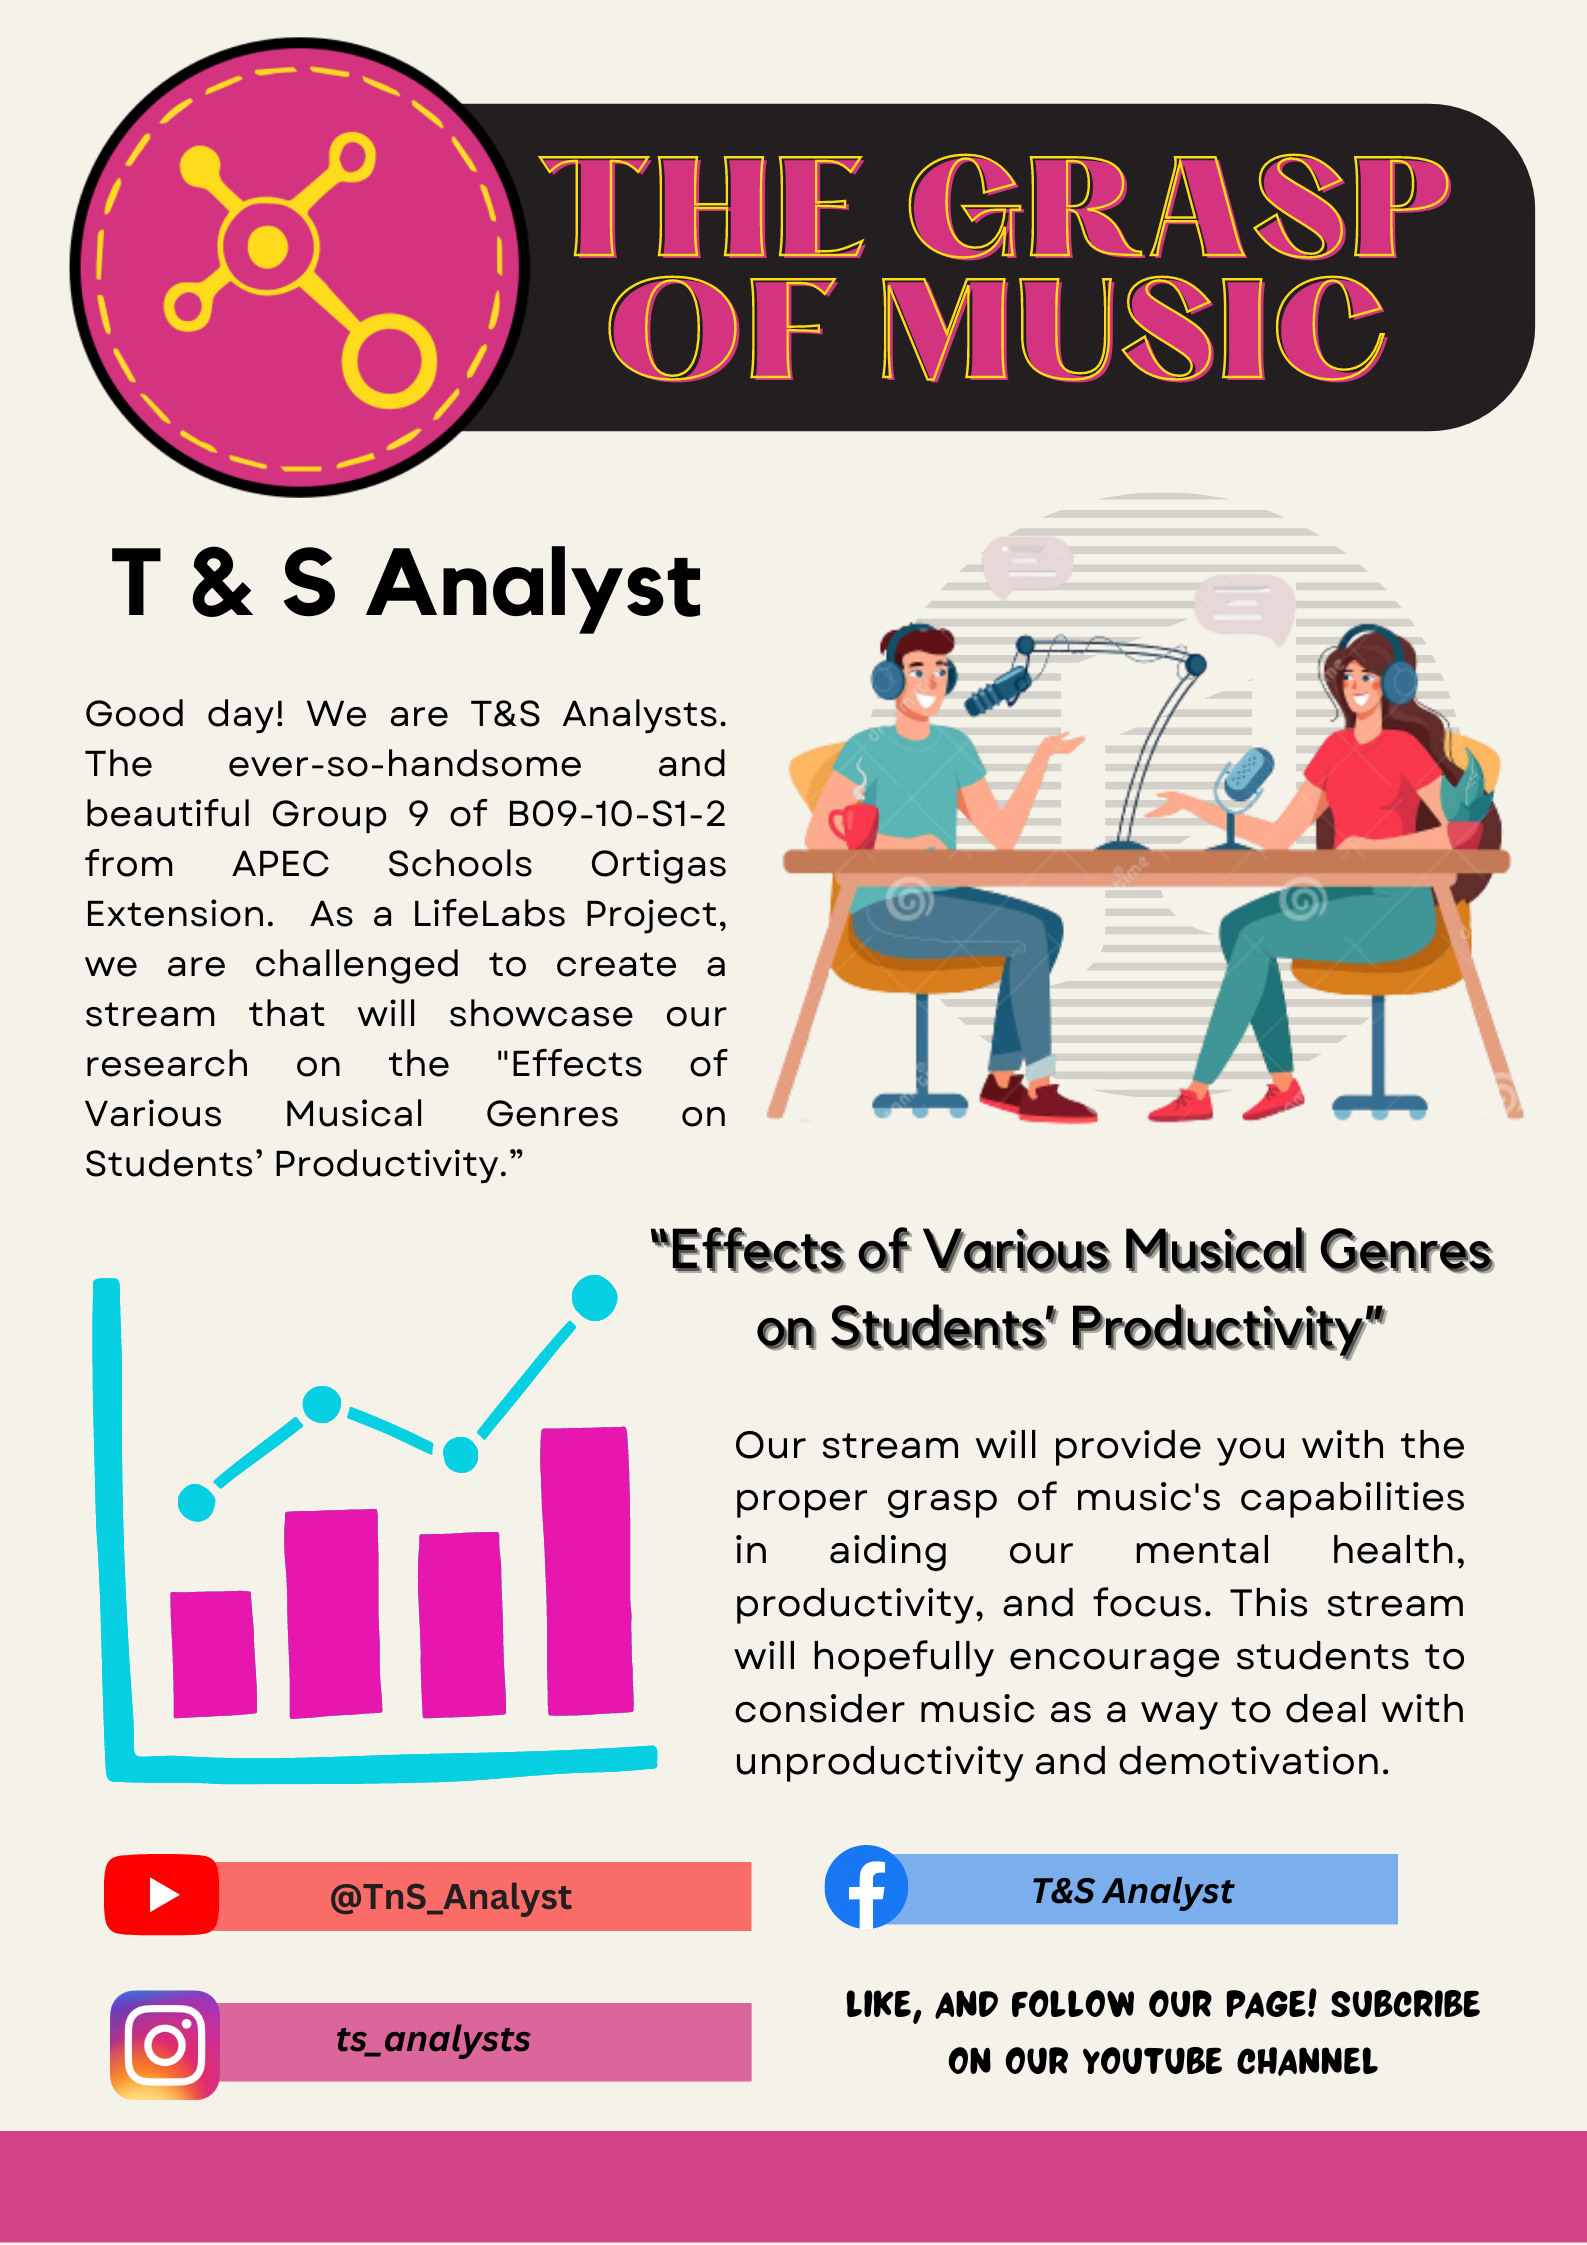 THE GRASP
OF MUSIC
T & S Analyst
Good day! We are T&S Analysts.
The ever-so-handsome and
beautiful Group 9 of B09-10-S1-2
from APEC Schools Ortigas
Extension. As a LifeLabs Project,
we are challenged to create a
stream that will showcase our
research on the "Effects of
Various Musical Genres on
Students’ Productivity.”
“Effects of Various Musical Genres
on Students’ Productivity”
Our stream will provide you with the
proper grasp of music's capabilities
in aiding our mental health,
productivity, and focus. This stream
will hopefully encourage students to
consider music as a way to deal with
unproductivity and demotivation.
@TnS_Analyst
T&S Analyst
ts_analysts
LIKE, AND FOLLOW OUR PAGE! SUBCRIBE
ON OUR YOUTUBE CHANNEL